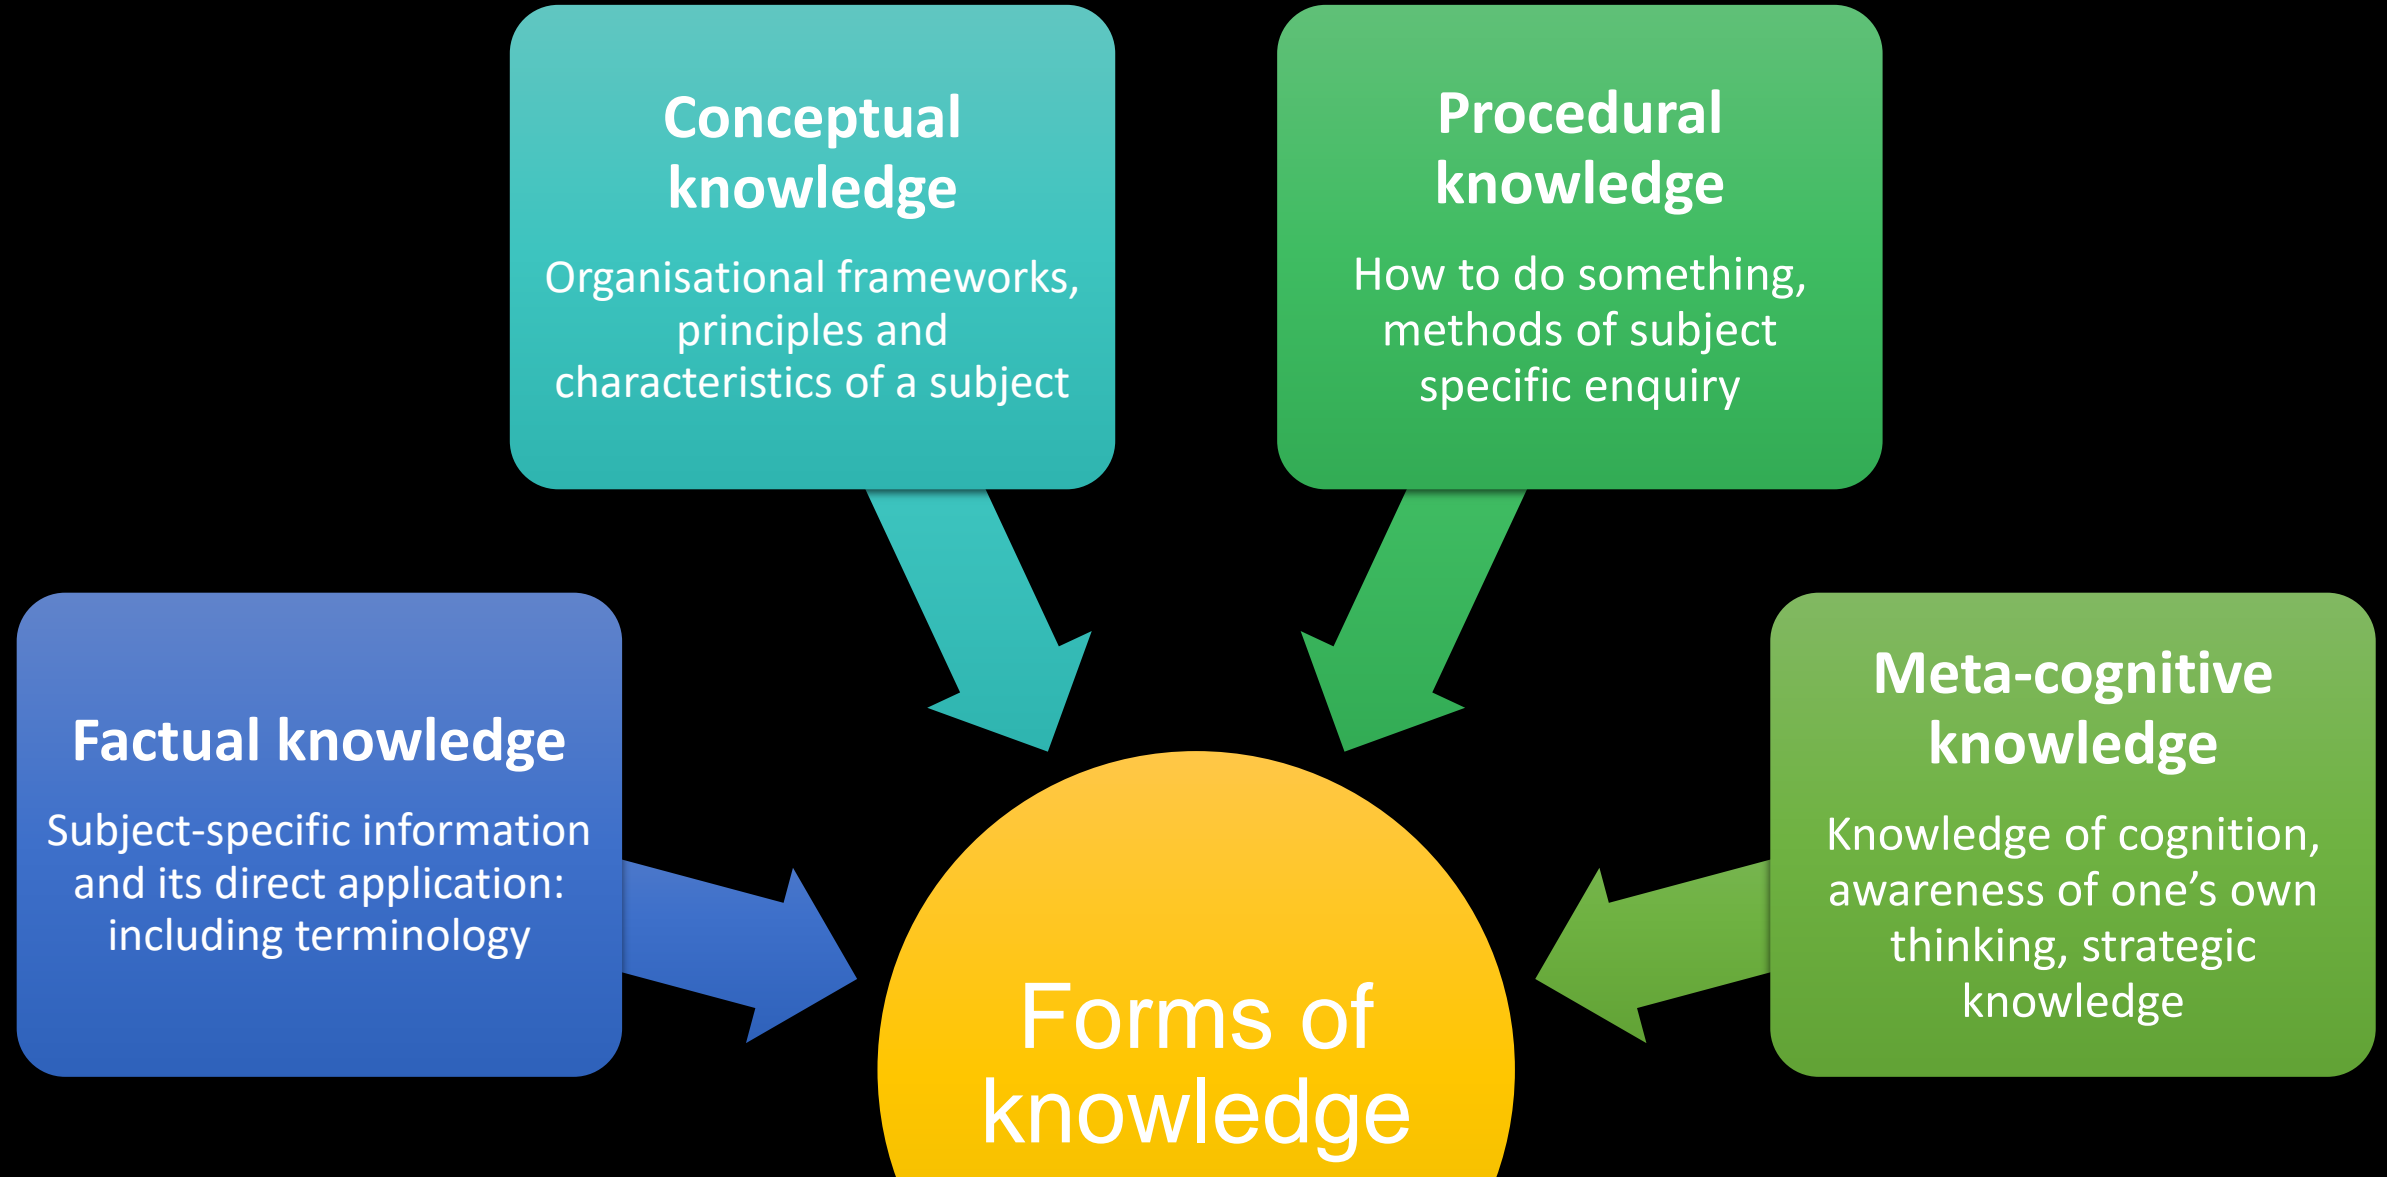 Conceptual
knowledge
Organisational frameworks,
principles and
characteristics of a subject
Procedural
knowledge
How to do something,
methods of subject
specific enquiry
Factual knowledge
Subject-specific information
and its direct application:
including terminology
Meta-cognitive
knowledge
Knowledge of cognition,
awareness of one’s own
thinking, strategic
knowledge
Forms of
knowledge